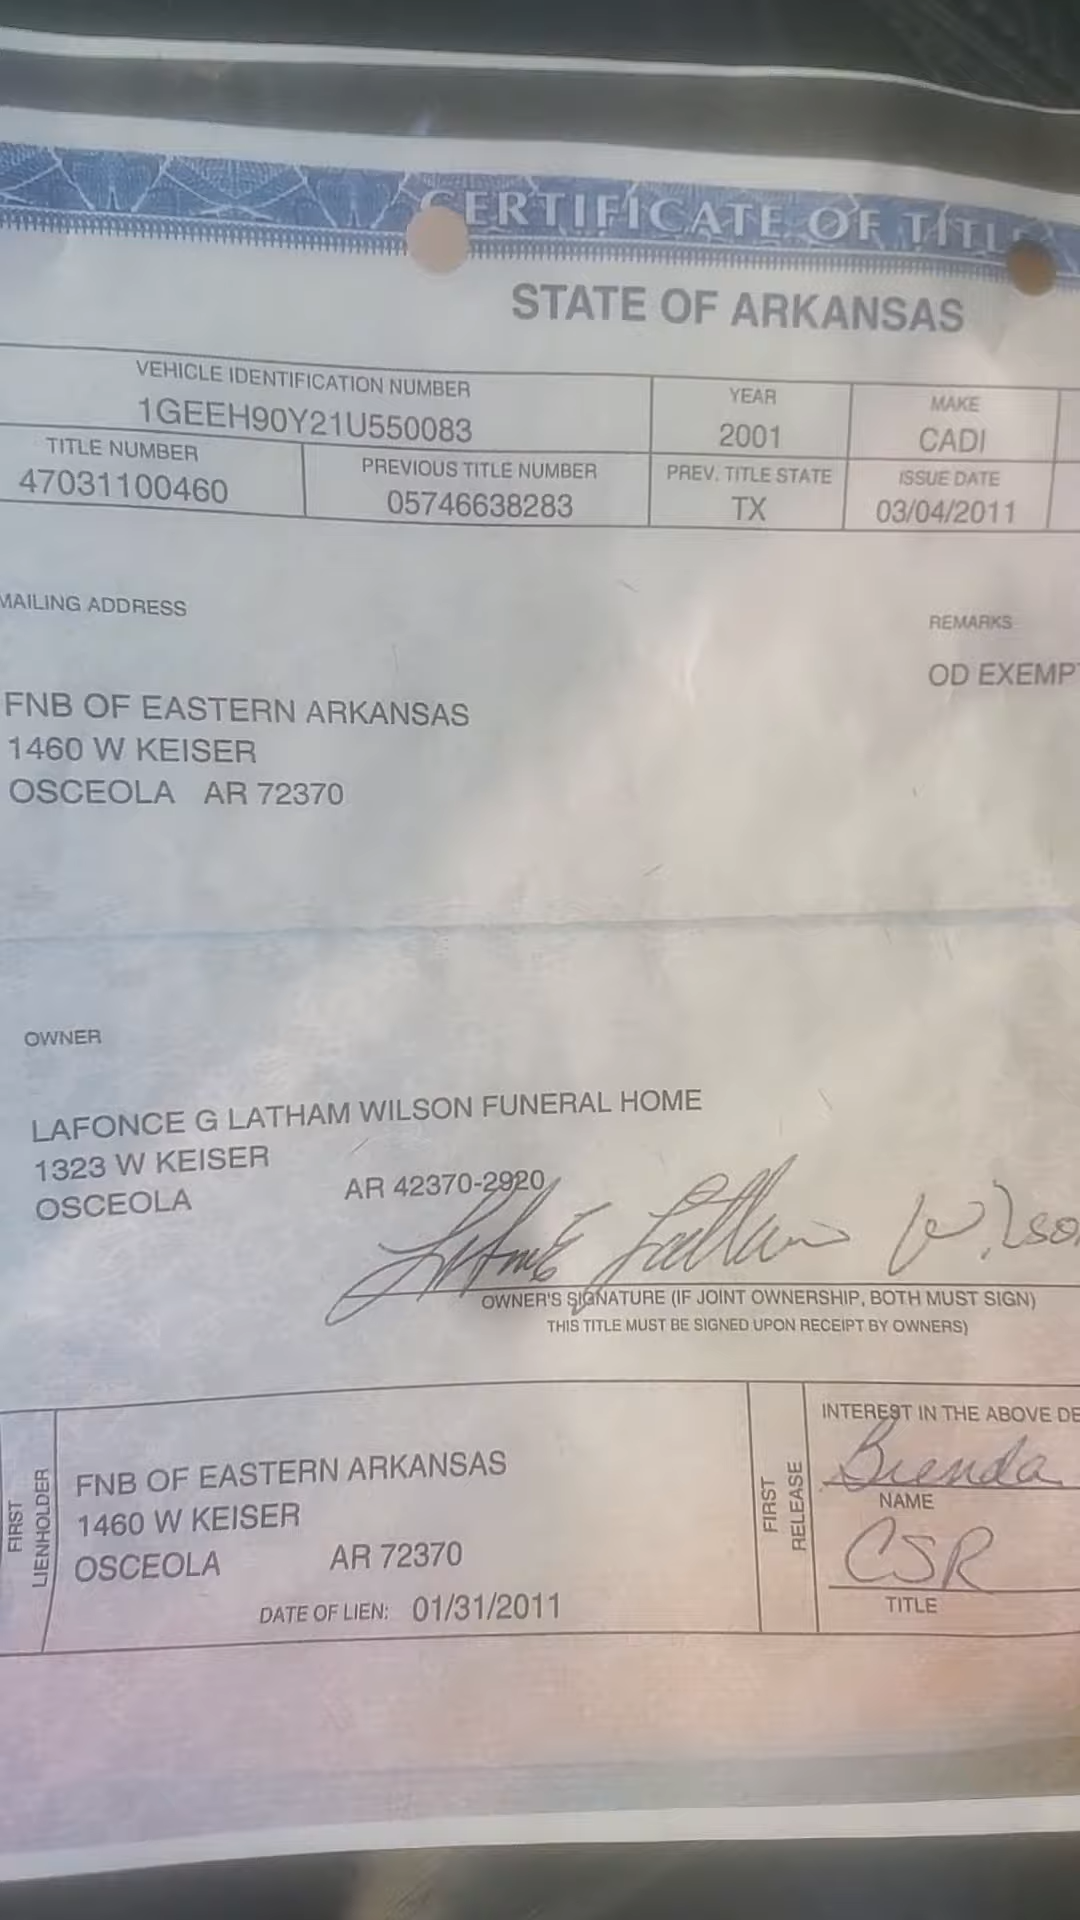 CERTIFICATE OF TITLE
STATE OF ARKANSAS
VEHICLE IDENTIFICATION NUMBER
1GEEH90Y21U550083
YEAR
2001
MAKE
CADI
TITLE NUMBER
47031100460
PREVIOUS TITLE NUMBER
05746638283
PREV. TITLE STATE
TX
ISSUE DATE
03/04/2011
MAILING ADDRESS
REMARKS
OD EXEMPT
FNB OF EASTERN ARKANSAS
1460 W KEISER
OSCEOLA AR 72370
OWNER
LAFONCE G LATHAM WILSON FUNERAL HOME
1323 W KEISER
OSCEOLA AR 42370-2920
Latham Wilson
OWNER'S SIGNATURE (IF JOINT OWNERSHIP, BOTH MUST SIGN)
THIS TITLE MUST BE SIGNED UPON RECEIPT BY OWNERS)
FIRST LIENHOLDER
FNB OF EASTERN ARKANSAS
1460 W KEISER
OSCEOLA AR 72370
DATE OF LIEN: 01/31/2011
FIRST RELEASE
INTEREST IN THE ABOVE DE
Brenda
NAME
CSR
TITLE